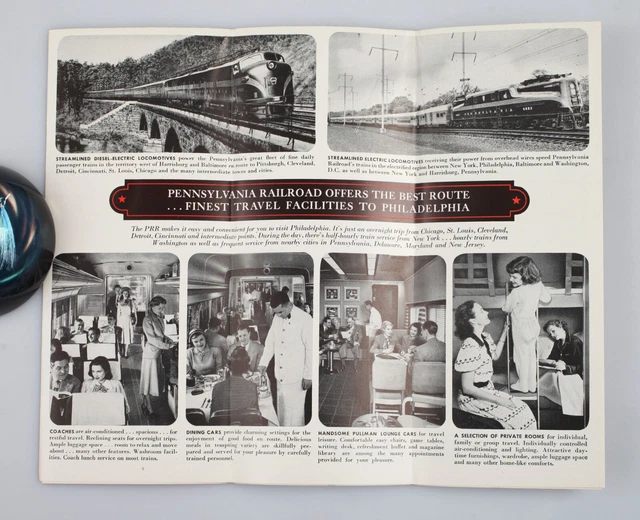 STREAMLINED DIESEL-ELECTRIC LOCOMOTIVES power the Pennsylvania's great fleet of fast daily
passenger trains in the territory west of Harrisburg and Baltimore en route to Pittsburgh, Cleveland,
Detroit, Cincinnati, St. Louis, Chicago and the many intermediate towns and cities.
STREAMLINED ELECTRIC LOCOMOTIVES receiving their power from overhead wires speed Pennsylvania
Railroad's trains in the electrified region between New York, Philadelphia, Baltimore and Washington,
D.C. as well as between New York and Harrisburg, Pennsylvania.
PENNSYLVANIA RAILROAD OFFERS THE BEST ROUTE
...FINEST TRAVEL FACILITIES TO PHILADELPHIA
The PRR makes it easy and convenient for you to visit Philadelphia. It's just an overnight trip from Chicago, St. Louis, Cleveland,
Detroit, Cincinnati and intermediate points. During the day, there's half-hourly train service from New York . . . hourly trains from
Washington as well as frequent service from nearby cities in Pennsylvania, Delaware, Maryland and New Jersey.
COACHES are air-conditioned . . . spacious . . . for
restful travel. Reclining seats for overnight trips.
Ample luggage space . . . room to relax and move
about . . . many other features. Washroom facil-
ities. Coach lunch service on most trains.
DINING CARS provide charming settings for the
enjoyment of good food en route. Delicious
meals in tempting variety are skillfully pre-
pared and served for your pleasure by carefully
trained personnel.
HANDSOME PULLMAN LOUNGE CARS for travel
leisure. Comfortable easy chairs, game tables,
writing desk, refreshment buffet and magazine
library are among the many appointments
provided for your pleasure.
A SELECTION OF PRIVATE ROOMS for individual,
family or group travel. Individually controlled
air-conditioning and lighting. Attractive day-
time furnishings, wardrobe, ample luggage space
and many other home-like comforts.